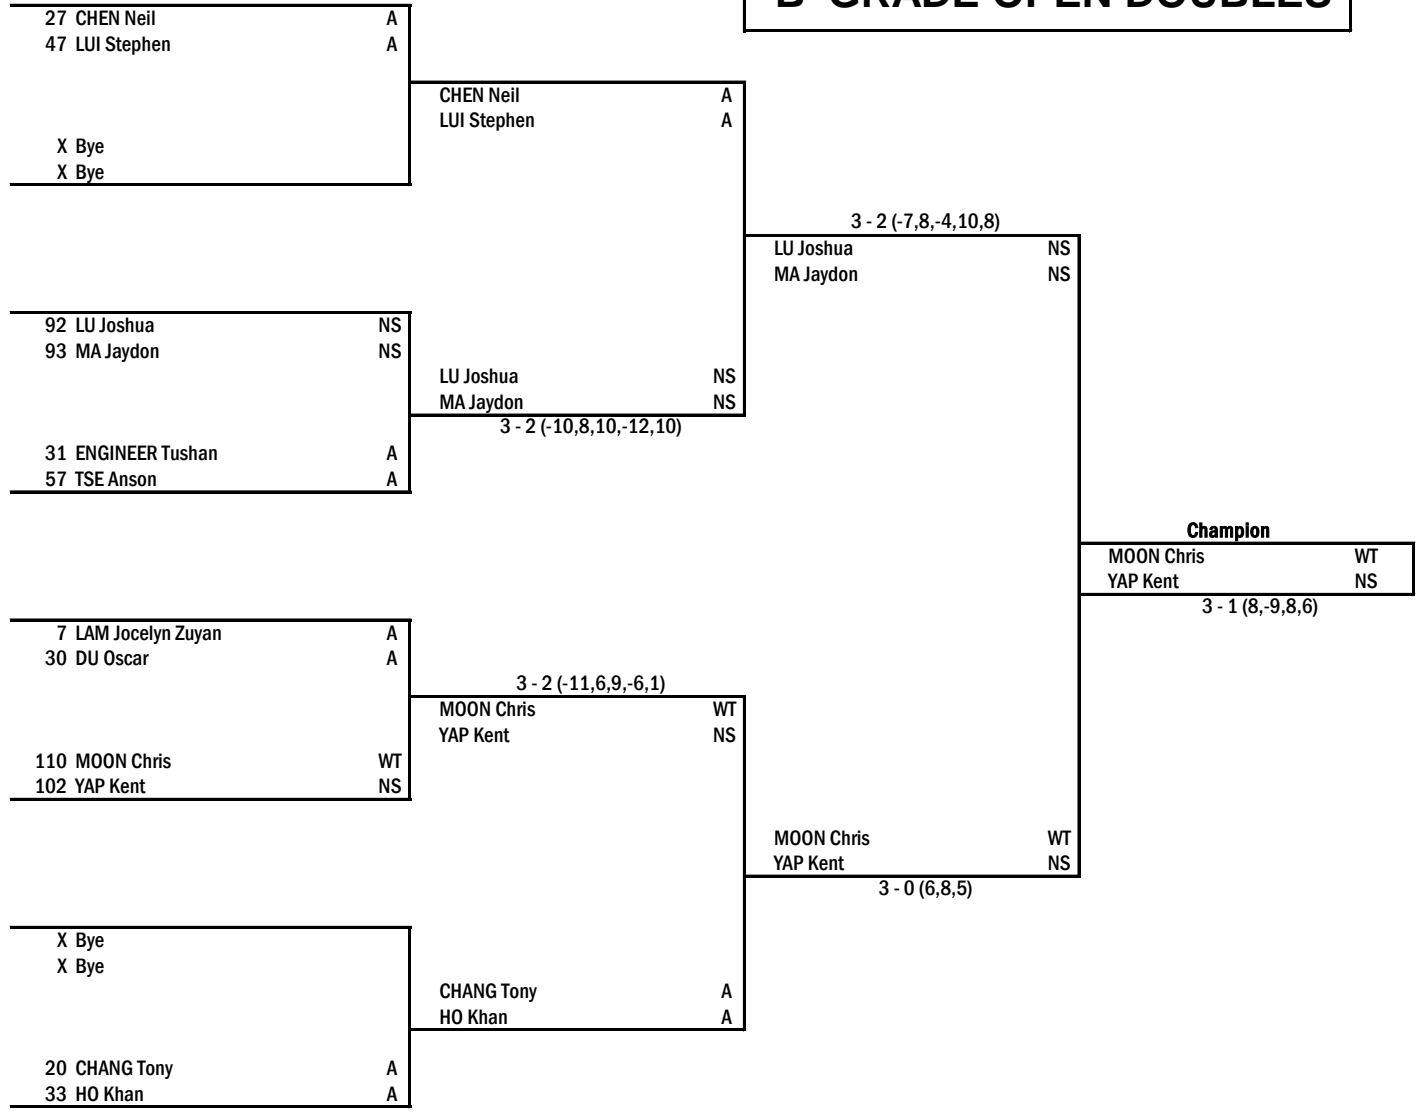 B GRADE OPEN DOUBLES
27 CHEN Neil A
47 LUI Stephen A
X Bye
X Bye
92 LU Joshua NS
93 MA Jaydon NS
31 ENGINEER Tushan A
57 TSE Anson A
7 LAM Jocelyn Zuyan A
30 DU Oscar A
110 MOON Chris WT
102 YAP Kent NS
X Bye
X Bye
20 CHANG Tony A
33 HO Khan A
CHEN Neil A
LUI Stephen A
LU Joshua NS
MA Jaydon NS
3 - 2 (-10,8,10,-12,10)
3 - 2 (-11,6,9,-6,1)
MOON Chris WT
YAP Kent NS
CHANG Tony A
HO Khan A
3 - 2 (-7,8,-4,10,8)
LU Joshua NS
MA Jaydon NS
MOON Chris WT
YAP Kent NS
3 - 0 (6,8,5)
Champion
MOON Chris WT
YAP Kent NS
3 - 1 (8,-9,8,6)